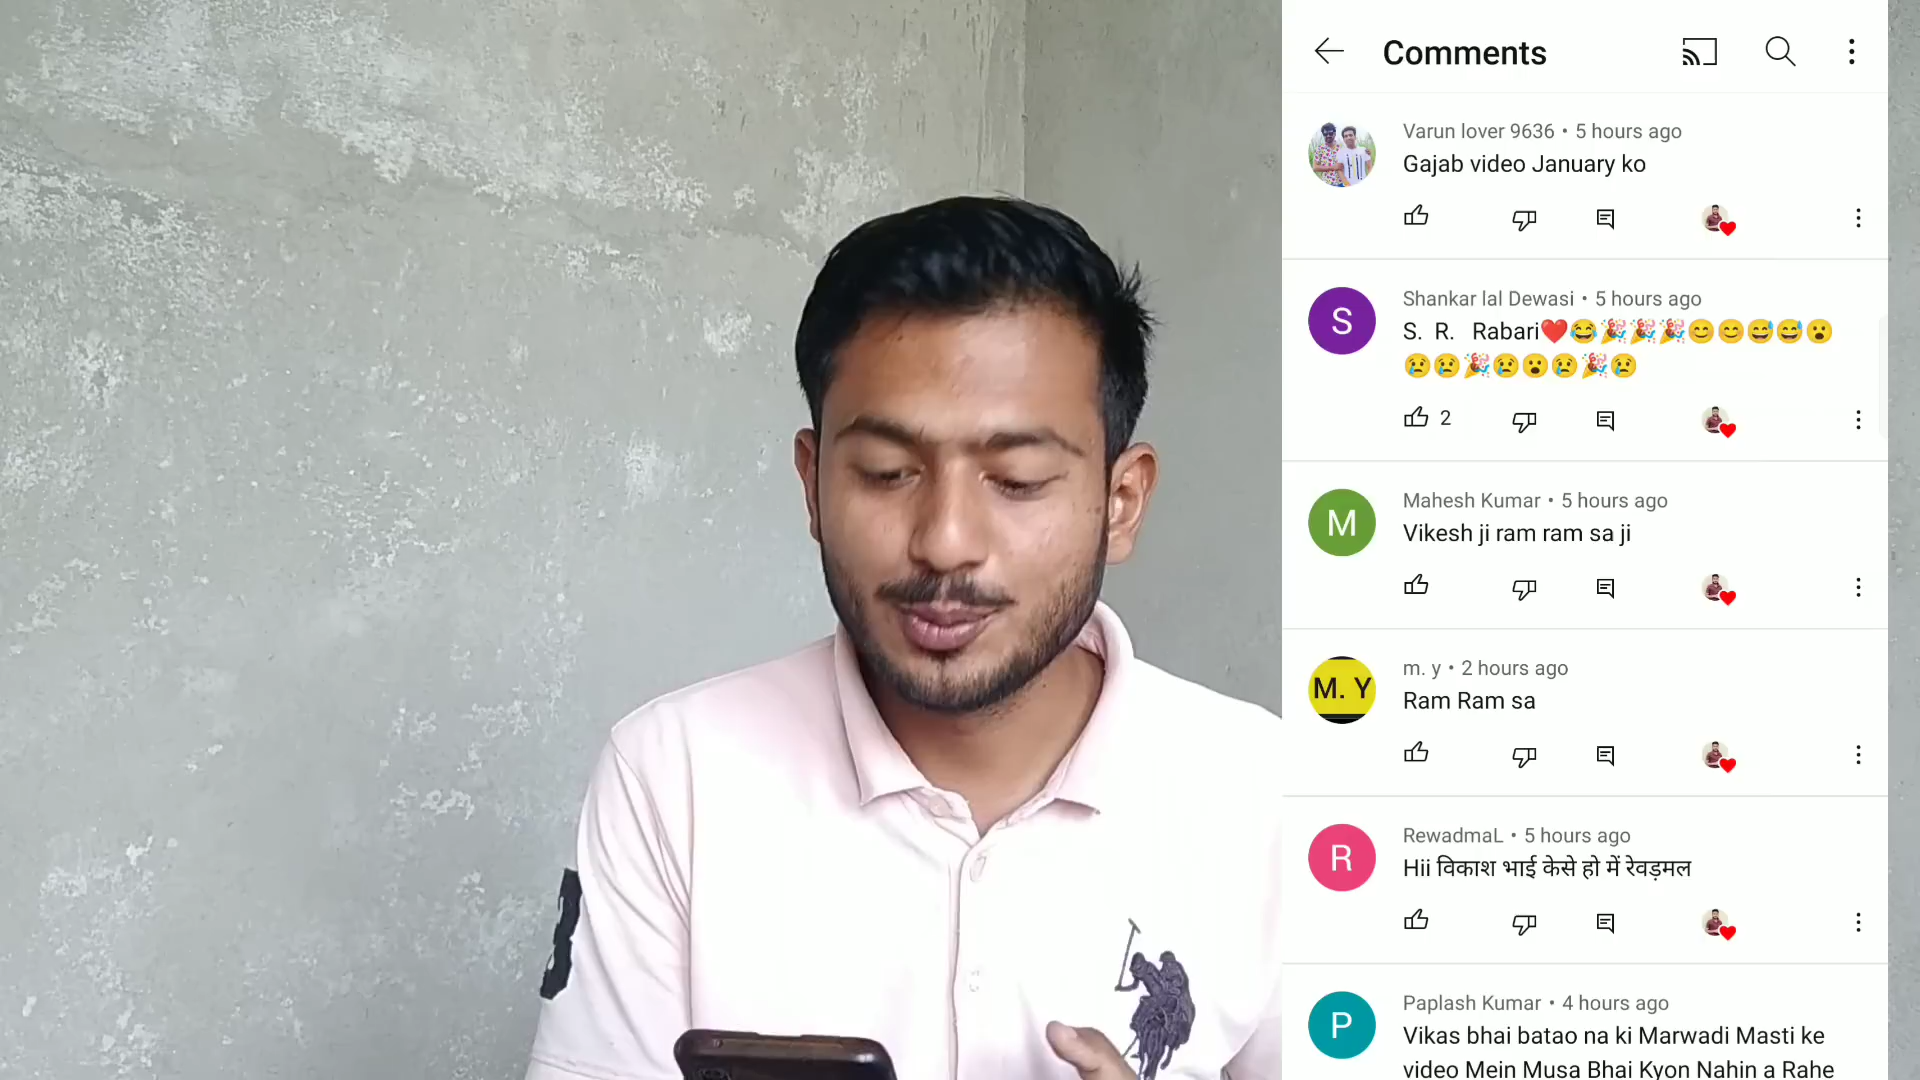 Comments
Varun lover 9636 • 5 hours ago
Gajab video January ko
S
Shankar lal Dewasi • 5 hours ago
S. R. Rabari❤️😂🎉🎉🎉😊😊😅😅😮
😢😢🎉😢😮😢🎉😢
2
M
Mahesh Kumar • 5 hours ago
Vikesh ji ram ram sa ji
M. Y
m. y • 2 hours ago
Ram Ram sa
R
RewadmaL • 5 hours ago
Hii विकाश भाई केसे हो में रेवड़मल
P
Paplash Kumar • 4 hours ago
Vikas bhai batao na ki Marwadi Masti ke
video Mein Musa Bhai Kyon Nahin a Rahe
3